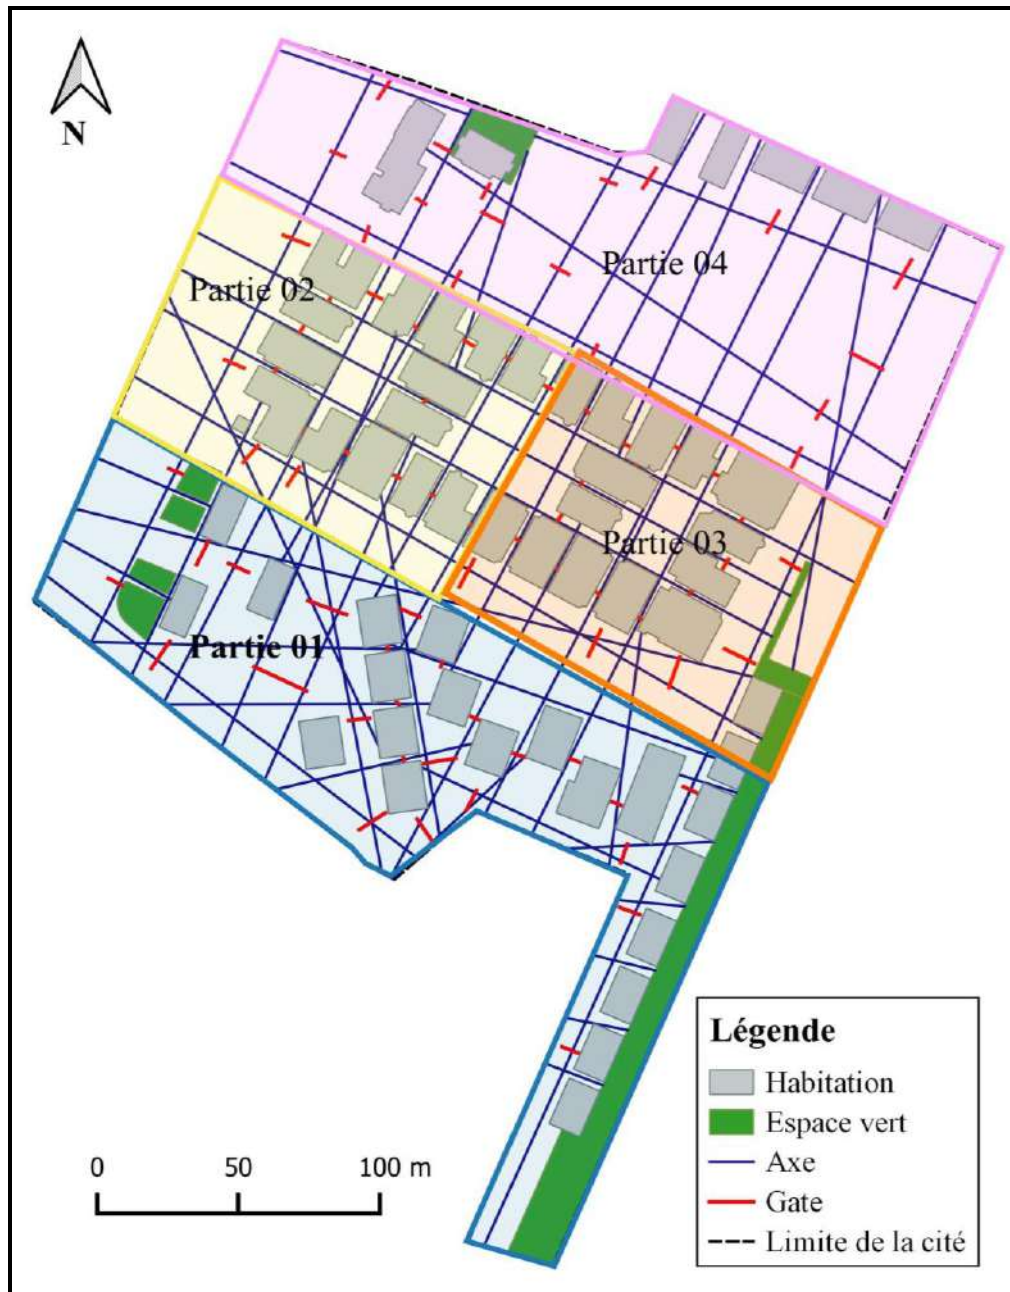 N
Partie 04
Partie 02
Partie 03
Partie 01
Légende
Habitation
Espace vert
Axe
Gate
Limite de la cité
0 50 100 m